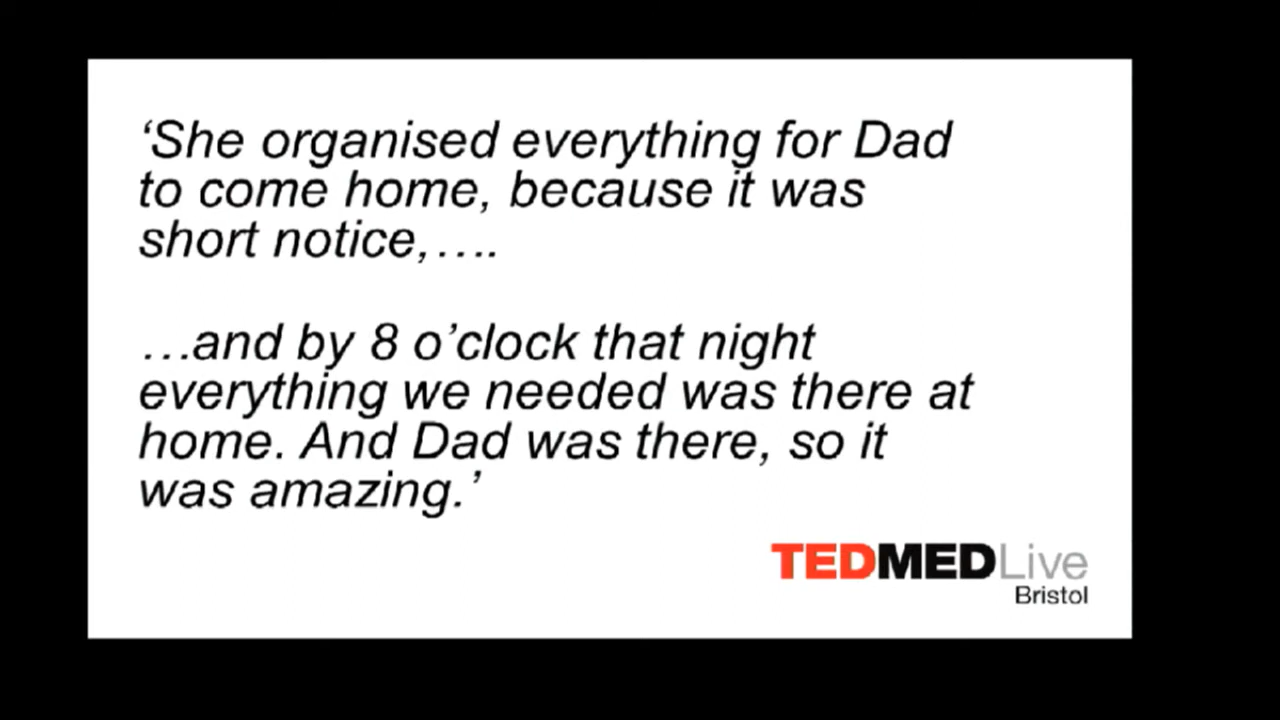 ‘She organised everything for Dad
to come home, because it was
short notice,….
…and by 8 o’clock that night
everything we needed was there at
home. And Dad was there, so it
was amazing.’
TEDMEDLive
Bristol